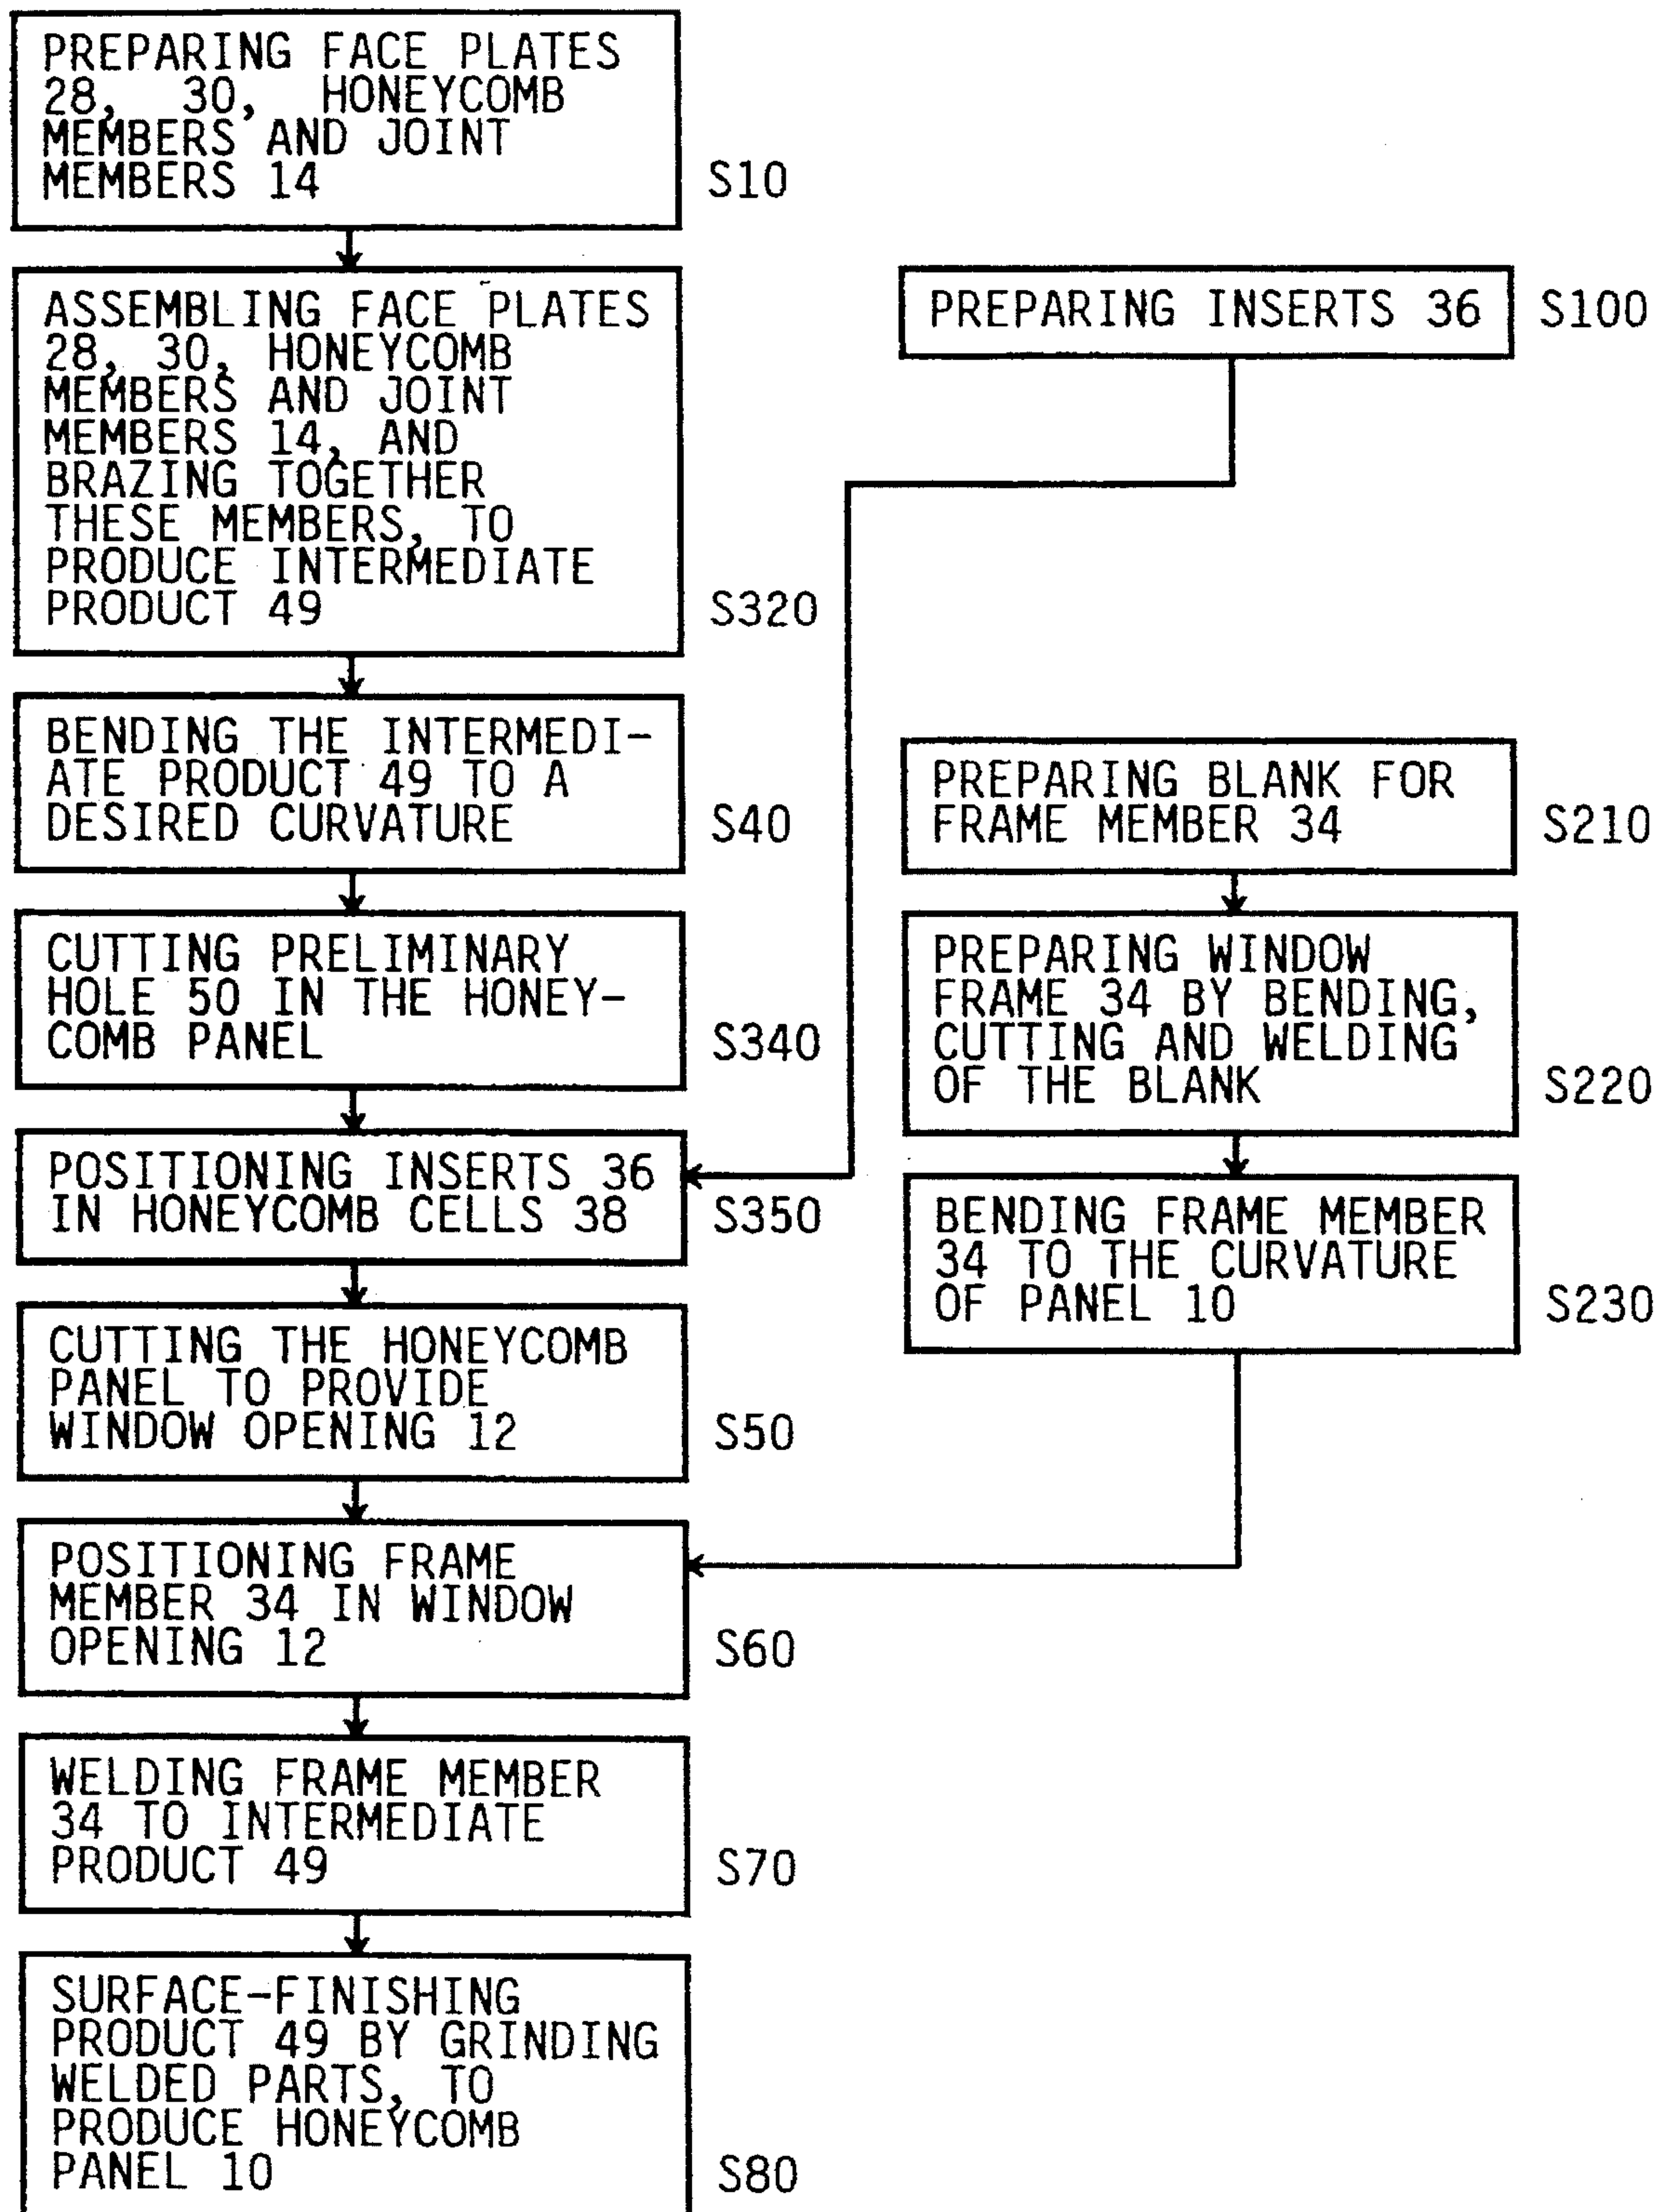 PREPARING FACE PLATES
28, 30, HONEYCOMB
MEMBERS AND JOINT
MEMBERS 14
S10
ASSEMBLING FACE PLATES
28, 30, HONEYCOMB
MEMBERS AND JOINT
MEMBERS 14, AND
BRAZING TOGETHER
THESE MEMBERS, TO
PRODUCE INTERMEDIATE
PRODUCT 49
S320
PREPARING INSERTS 36
S100
BENDING THE INTERMEDI-
ATE PRODUCT 49 TO A
DESIRED CURVATURE
S40
PREPARING BLANK FOR
FRAME MEMBER 34
S210
CUTTING PRELIMINARY
HOLE 50 IN THE HONEY-
COMB PANEL
S340
PREPARING WINDOW
FRAME 34 BY BENDING,
CUTTING AND WELDING
OF THE BLANK
S220
POSITIONING INSERTS 36
IN HONEYCOMB CELLS 38
S350
BENDING FRAME MEMBER
34 TO THE CURVATURE
OF PANEL 10
S230
CUTTING THE HONEYCOMB
PANEL TO PROVIDE
WINDOW OPENING 12
S50
POSITIONING FRAME
MEMBER 34 IN WINDOW
OPENING 12
S60
WELDING FRAME MEMBER
34 TO INTERMEDIATE
PRODUCT 49
S70
SURFACE-FINISHING
PRODUCT 49 BY GRINDING
WELDED PARTS, TO
PRODUCE HONEYCOMB
PANEL 10
S80